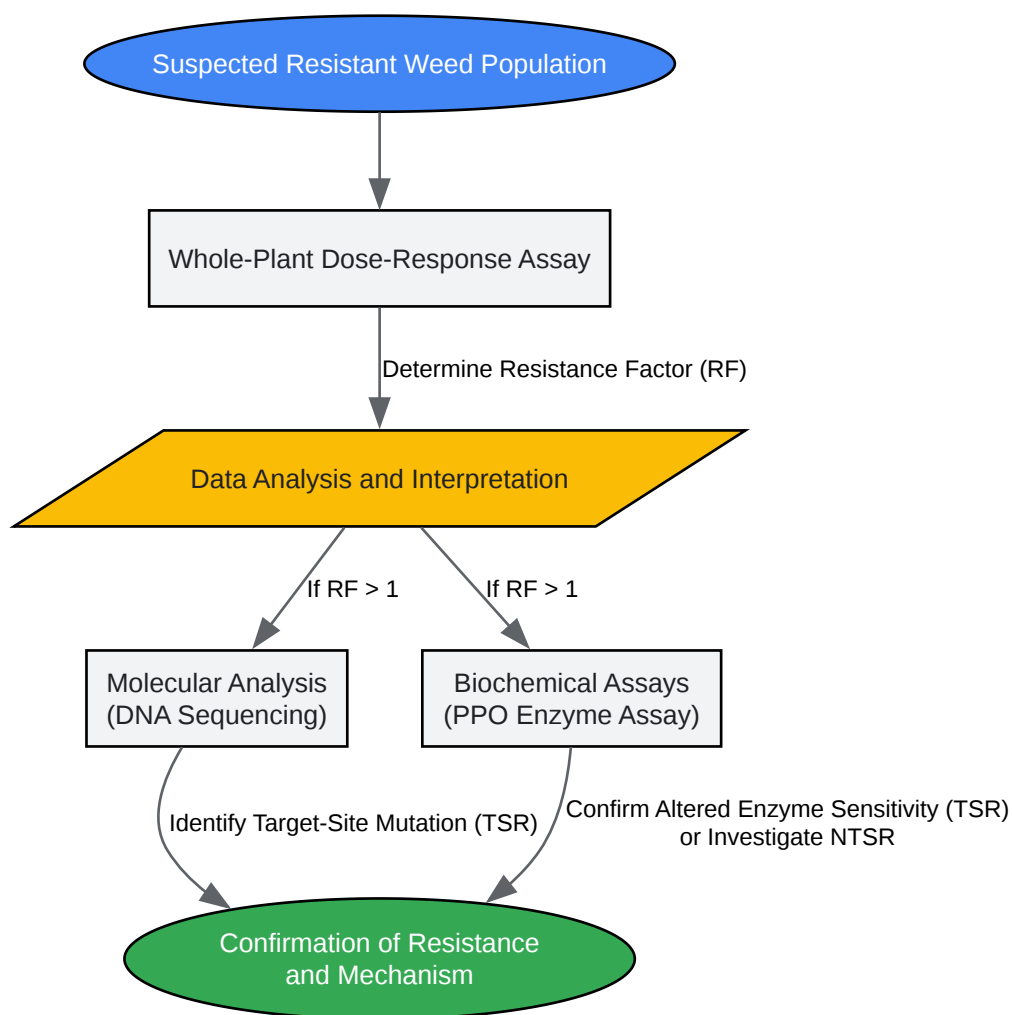 Suspected Resistant Weed Population
Whole-Plant Dose-Response Assay
Determine Resistance Factor (RF)
Data Analysis and Interpretation
If RF > 1
If RF > 1
Molecular Analysis
(DNA Sequencing)
Biochemical Assays
(PPO Enzyme Assay)
Identify Target-Site Mutation (TSR)
Confirm Altered Enzyme Sensitivity (TSR)
or Investigate NTSR
Confirmation of Resistance
and Mechanism